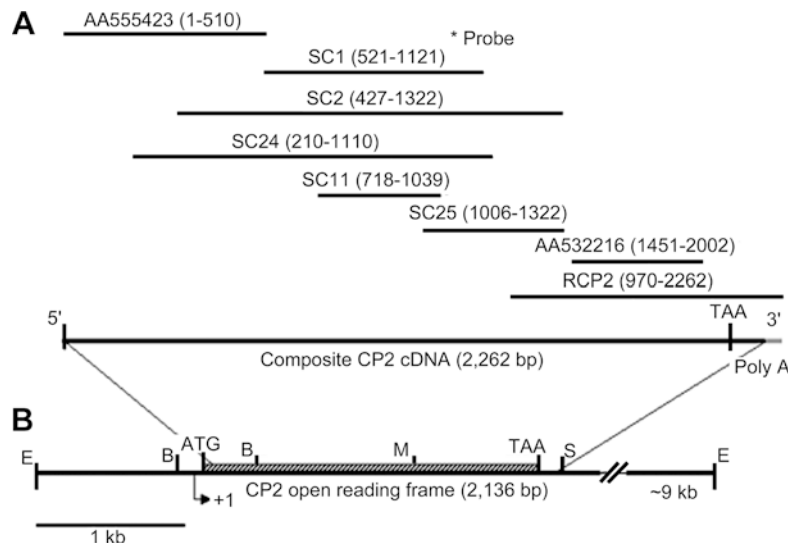 A
AA555423 (1-510)
* Probe
SC1 (521-1121)
SC2 (427-1322)
SC24 (210-1110)
SC11 (718-1039)
SC25 (1006-1322)
AA532216 (1451-2002)
RCP2 (970-2262)
5' TAA 3'
Composite CP2 cDNA (2,262 bp)
Poly A
B
E B ATG B M TAA S E
+1
CP2 open reading frame (2,136 bp)
~9 kb
1 kb